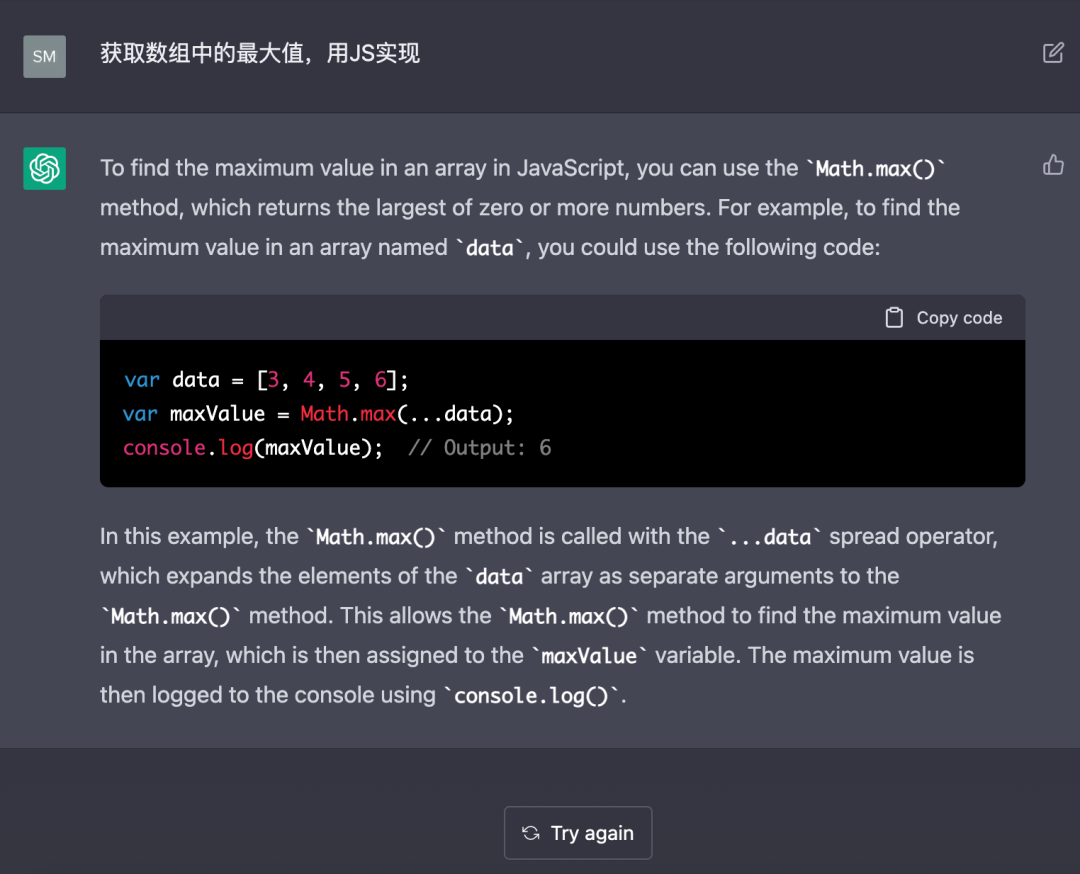 SM
获取数组中的最大值，用JS实现
To find the maximum value in an array in JavaScript, you can use the `Math.max()`
method, which returns the largest of zero or more numbers. For example, to find the
maximum value in an array named `data`, you could use the following code:
Copy code
var data = [3, 4, 5, 6];
var maxValue = Math.max(...data);
console.log(maxValue);  // Output: 6
In this example, the `Math.max()` method is called with the `...data` spread operator,
which expands the elements of the `data` array as separate arguments to the
`Math.max()` method. This allows the `Math.max()` method to find the maximum value
in the array, which is then assigned to the `maxValue` variable. The maximum value is
then logged to the console using `console.log()`.
Try again